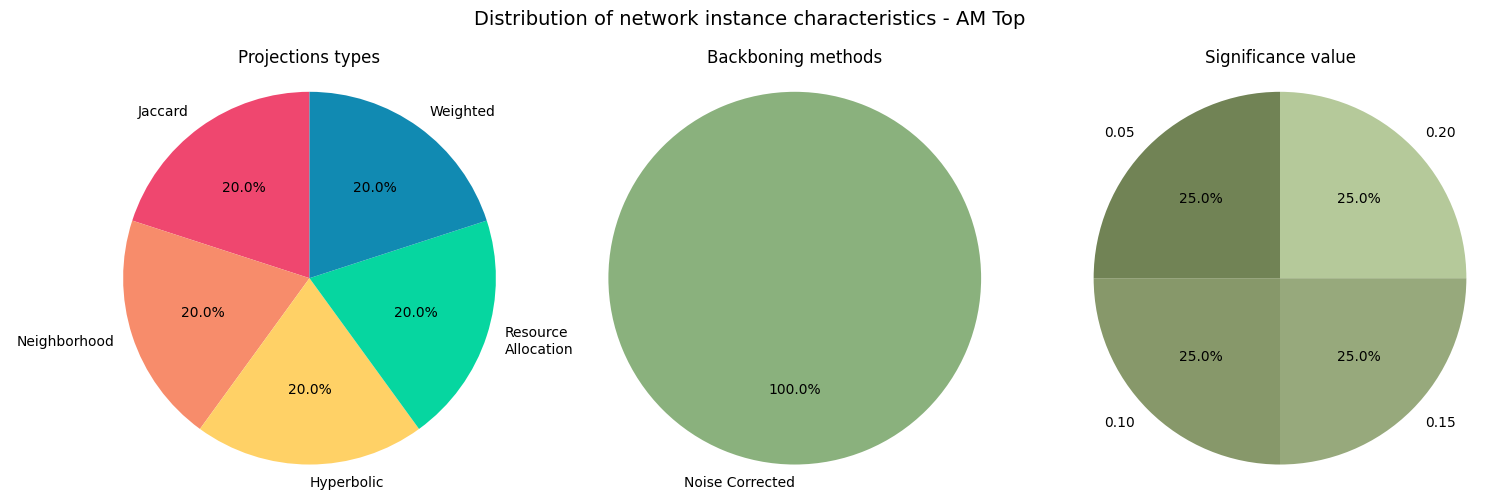 Distribution of network instance characteristics - AM Top
Projections types
Jaccard
Weighted
20.0%
20.0%
Neighborhood
20.0%
20.0%
Resource
Allocation
20.0%
Hyperbolic
Backboning methods
100.0%
Noise Corrected
Significance value
0.05
0.20
25.0%
25.0%
25.0%
25.0%
0.10
0.15